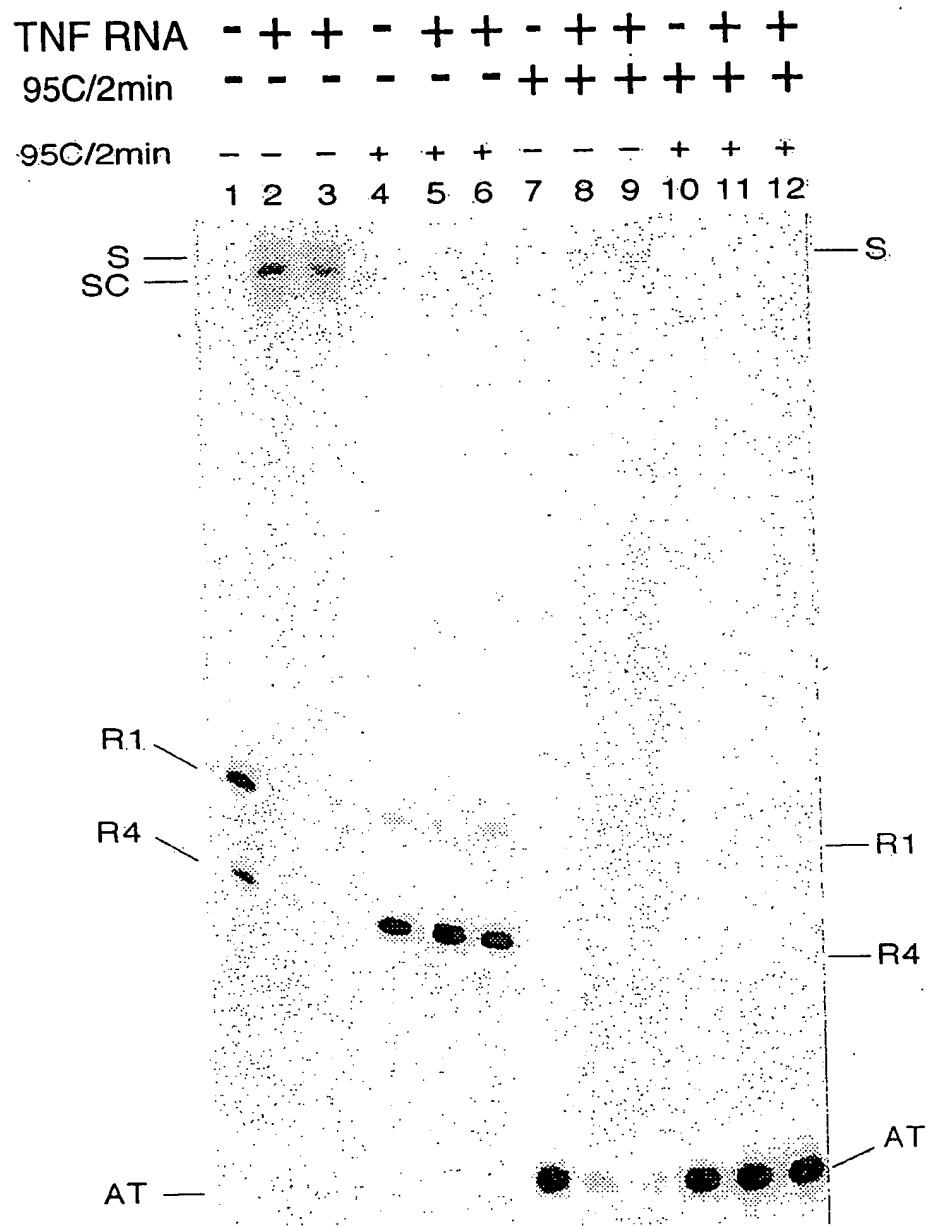 TNF RNA - + + - + + - + + - + +
95C/2min - - - - - - + + + + + +
95C/2min - - - + + + - - - + + +
1 2 3 4 5 6 7 8 9 10 11 12
S S
SC
R1
R4
R1
R4
AT
AT